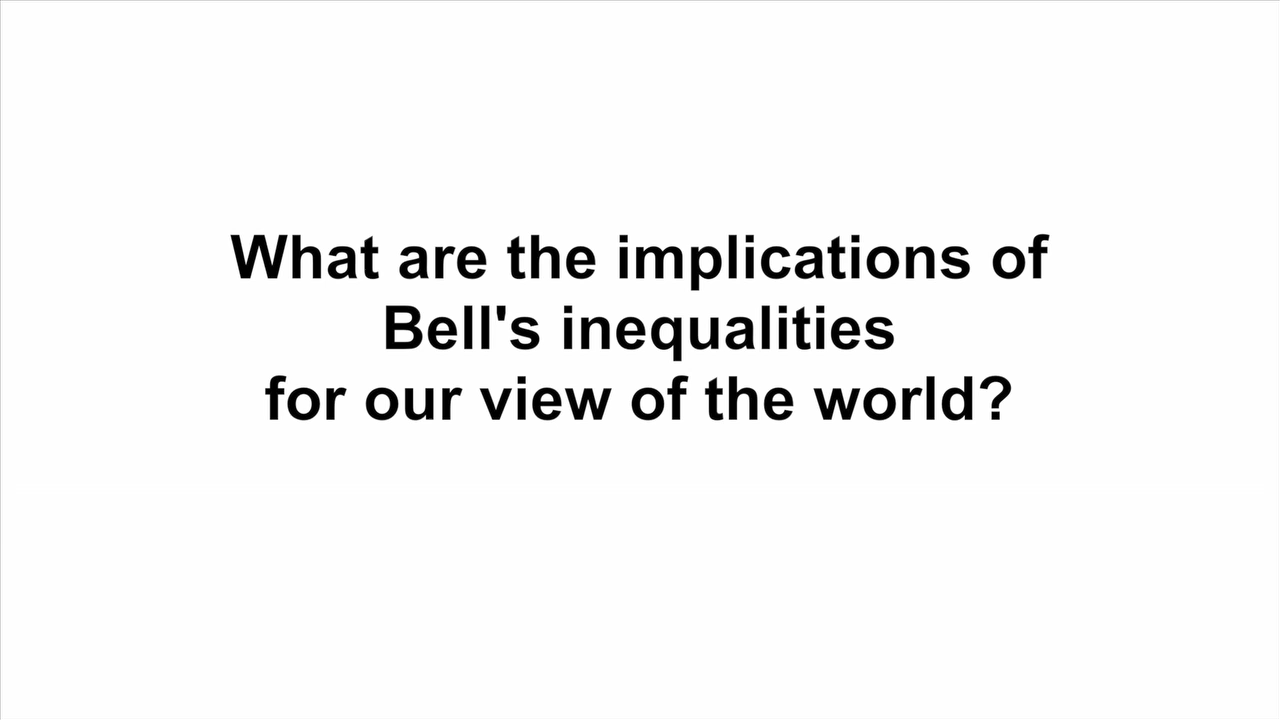 What are the implications of
Bell's inequalities
for our view of the world?